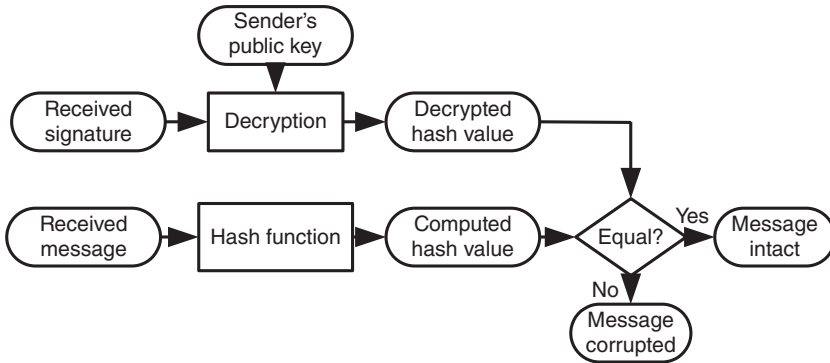 Sender's
public key
Received
signature
Decryption
Decrypted
hash value
Received
message
Hash function
Computed
hash value
Equal?
Yes
Message
intact
No
Message
corrupted